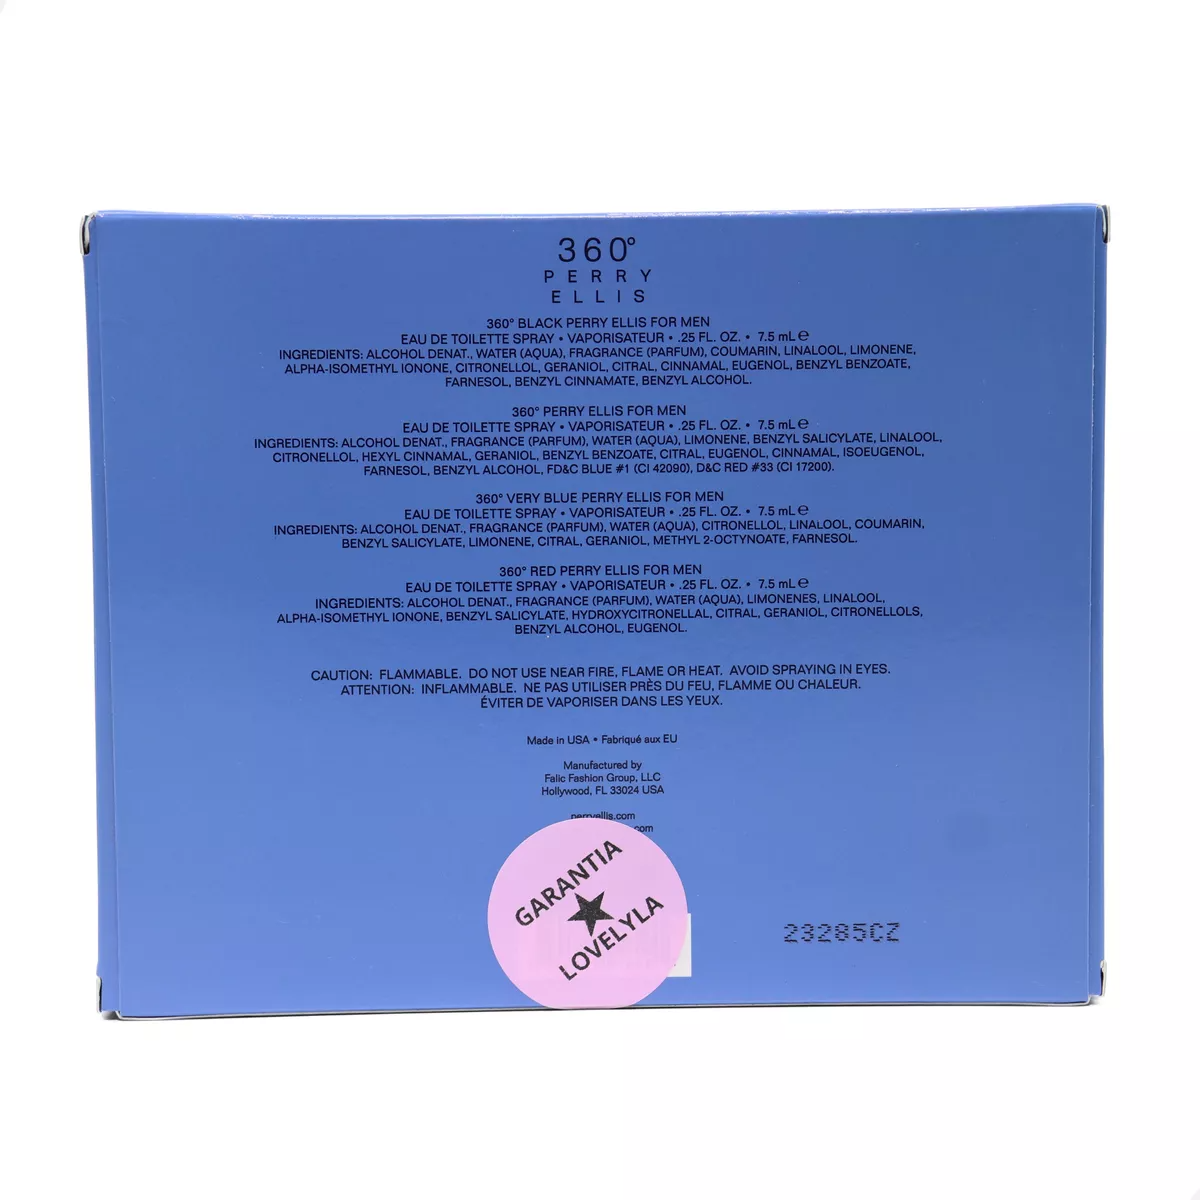 360°
PERRY
ELLIS
360° BLACK PERRY ELLIS FOR MEN
EAU DE TOILETTE SPRAY • VAPORISATEUR • .25 FL. OZ. • 7.5 mL ℮
INGREDIENTS: ALCOHOL DENAT., WATER (AQUA), FRAGRANCE (PARFUM), COUMARIN, LINALOOL, LIMONENE,
ALPHA-ISOMETHYL IONONE, CITRONELLOL, GERANIOL, CITRAL, CINNAMAL, EUGENOL, BENZYL BENZOATE,
FARNESOL, BENZYL CINNAMATE, BENZYL ALCOHOL.
360° PERRY ELLIS FOR MEN
EAU DE TOILETTE SPRAY • VAPORISATEUR • .25 FL. OZ. • 7.5 mL ℮
INGREDIENTS: ALCOHOL DENAT., FRAGRANCE (PARFUM), WATER (AQUA), LIMONENE, BENZYL SALICYLATE, LINALOOL,
CITRONELLOL, HEXYL CINNAMAL, GERANIOL, BENZYL BENZOATE, CITRAL, EUGENOL, CINNAMAL, ISOEUGENOL,
FARNESOL, BENZYL ALCOHOL, FD&C BLUE #1 (CI 42090), D&C RED #33 (CI 17200).
360° VERY BLUE PERRY ELLIS FOR MEN
EAU DE TOILETTE SPRAY • VAPORISATEUR • .25 FL. OZ. • 7.5 mL ℮
INGREDIENTS: ALCOHOL DENAT., FRAGRANCE (PARFUM), WATER (AQUA), CITRONELLOL, LINALOOL, COUMARIN,
BENZYL SALICYLATE, LIMONENE, CITRAL, GERANIOL, METHYL 2-OCTYNOATE, FARNESOL.
360° RED PERRY ELLIS FOR MEN
EAU DE TOILETTE SPRAY • VAPORISATEUR • .25 FL. OZ. • 7.5 mL ℮
INGREDIENTS: ALCOHOL DENAT., FRAGRANCE (PARFUM), WATER (AQUA), LIMONENES, LINALOOL,
ALPHA-ISOMETHYL IONONE, BENZYL SALICYLATE, HYDROXYCITRONELLAL, CITRAL, GERANIOL, CITRONELLOLS,
BENZYL ALCOHOL, EUGENOL.
CAUTION: FLAMMABLE. DO NOT USE NEAR FIRE, FLAME OR HEAT. AVOID SPRAYING IN EYES.
ATTENTION: INFLAMMABLE. NE PAS UTILISER PRÈS DU FEU, FLAMME OU CHALEUR.
ÉVITER DE VAPORISER DANS LES YEUX.
Made in USA • Fabriqué aux EU
Manufactured by
Falic Fashion Group, LLC
Hollywood, FL 33024 USA
perryellis.com
com
GARANTIA
LOVELYLA
23285CZ